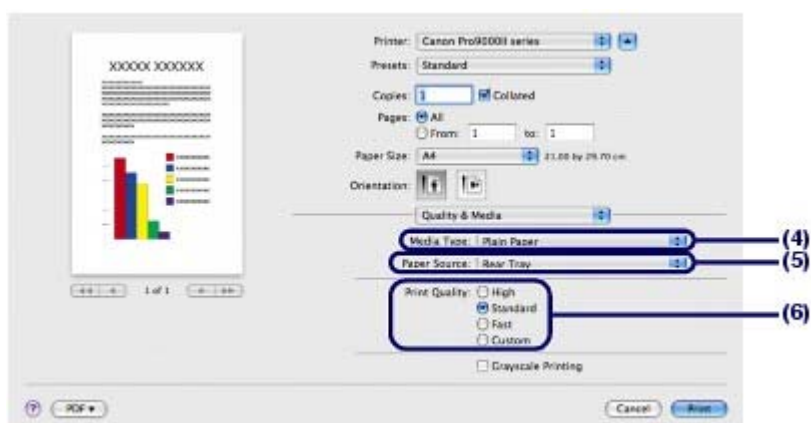 XXXXX XXXXXX
1 of 1
Printer: Canon Pro9000II series
Presets: Standard
Copies: 1 Collated
Pages: All
From: 1 to: 1
Paper Size: A4 21.00 by 29.70 cm
Orientation:
Quality & Media
Media Type: Plain Paper (4)
Paper Source: Rear Tray (5)
Print Quality: High
Standard (6)
Fast
Custom
Grayscale Printing
? PDF Cancel Print